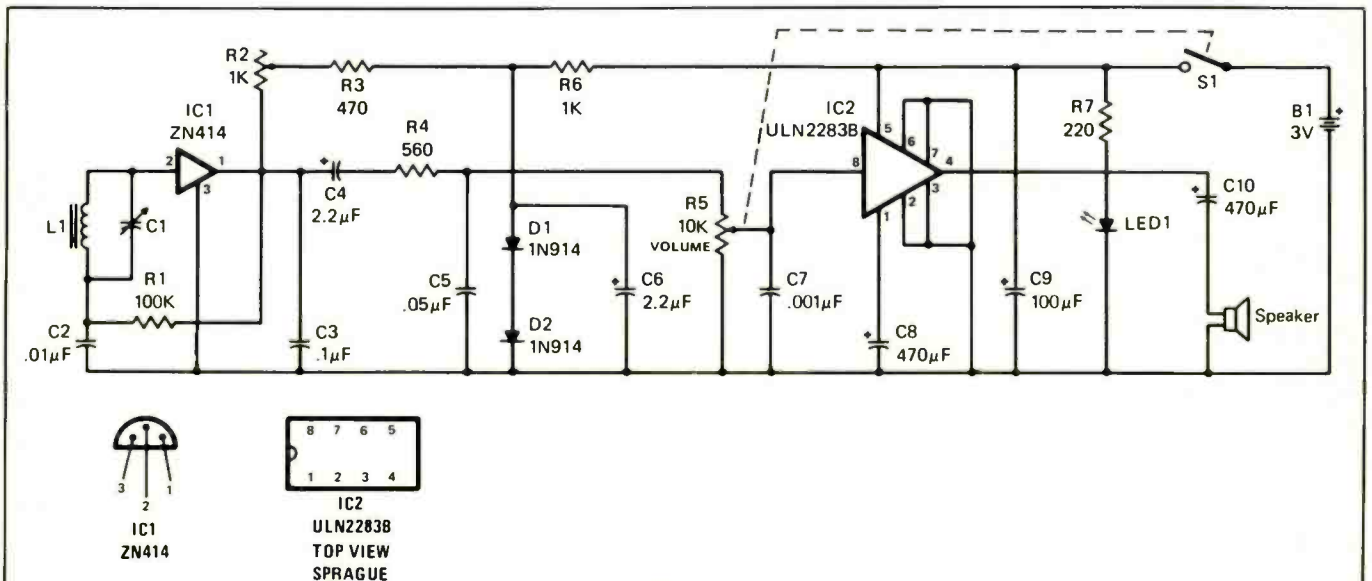 R2
1K
R3
470
R6
1K
S1
B1
3V
+
IC1
ZN414
2
1
3
R4
560
+
C4
2.2µF
IC2
ULN2283B
5
6
7
8
4
3
2
1
R7
220
L1
C1
R5
10K
VOLUME
+
C10
470µF
D1
1N914
LED1
R1
100K
C5
.05µF
+
C6
2.2µF
C7
.001µF
+
C9
100µF
Speaker
C2
.01µF
C3
.1µF
D2
1N914
+
C8
470µF
3
2
1
IC1
ZN414
8 7 6 5
1 2 3 4
IC2
ULN2283B
TOP VIEW
SPRAGUE